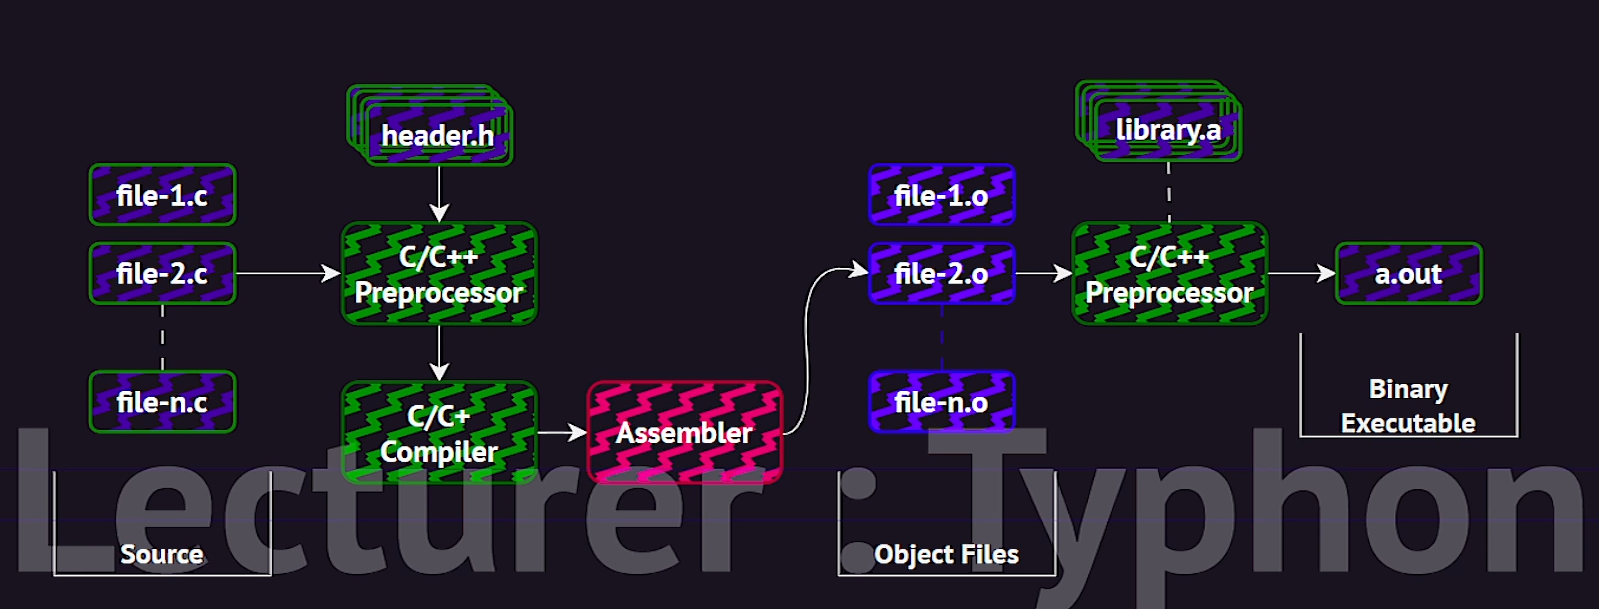 header.h
library.a
file-1.c
file-1.o
file-2.c
C/C++
Preprocessor
file-2.o
C/C++
Preprocessor
a.out
file-n.c
C/C+
Compiler
Assembler
file-n.o
Binary
Executable
Lecturer : Typhon
Source
Object Files